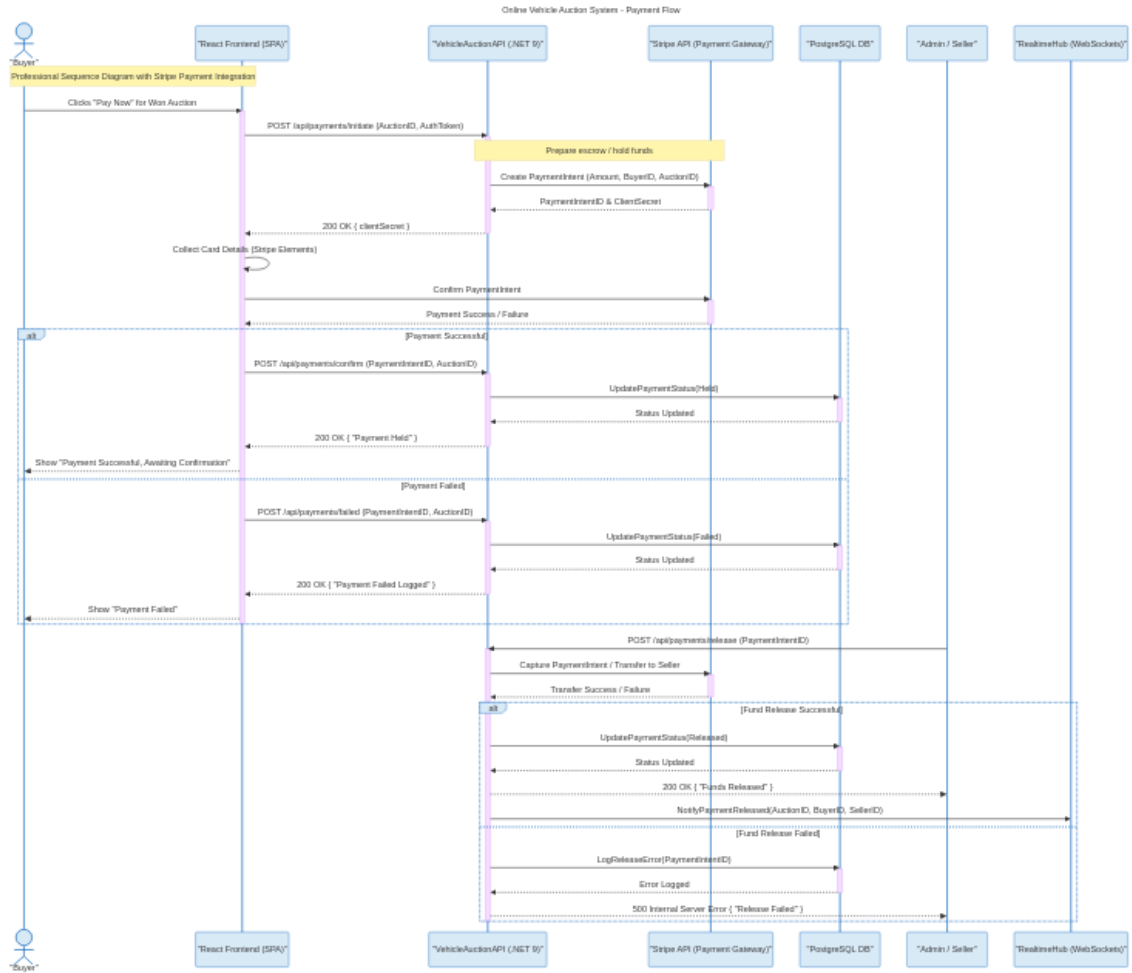 Online Vehicle Auction System - Payment Flow
"Buyer"
"React Frontend (SPA)"
"VehicleAuctionAPI (.NET 9)"
"Stripe API (Payment Gateway)"
"PostgreSQL DB"
"Admin / Seller"
"RealtimeHub (WebSockets)"
Professional Sequence Diagram with Stripe Payment Integration
Clicks "Pay Now" for Won Auction
POST /api/payments/initiate (AuctionID, AuthToken)
Prepare escrow / hold funds
Create PaymentIntent (Amount, BuyerID, AuctionID)
PaymentIntentID & ClientSecret
200 OK { clientSecret }
Collect Card Details (Stripe Elements)
Confirm PaymentIntent
Payment Success / Failure
alt
[Payment Successful]
POST /api/payments/confirm (PaymentIntentID, AuctionID)
UpdatePaymentStatus(Held)
Status Updated
200 OK { "Payment Held" }
Show "Payment Successful, Awaiting Confirmation"
[Payment Failed]
POST /api/payments/failed (PaymentIntentID, AuctionID)
UpdatePaymentStatus(Failed)
Status Updated
200 OK { "Payment Failed Logged" }
Show "Payment Failed"
POST /api/payments/release (PaymentIntentID)
Capture PaymentIntent / Transfer to Seller
Transfer Success / Failure
alt
[Fund Release Successful]
UpdatePaymentStatus(Released)
Status Updated
200 OK { "Funds Released" }
NotifyPaymentReleased(AuctionID, BuyerID, SellerID)
[Fund Release Failed]
LogReleaseError(PaymentIntentID)
Error Logged
500 Internal Server Error { "Release Failed" }
"Buyer"
"React Frontend (SPA)"
"VehicleAuctionAPI (.NET 9)"
"Stripe API (Payment Gateway)"
"PostgreSQL DB"
"Admin / Seller"
"RealtimeHub (WebSockets)"